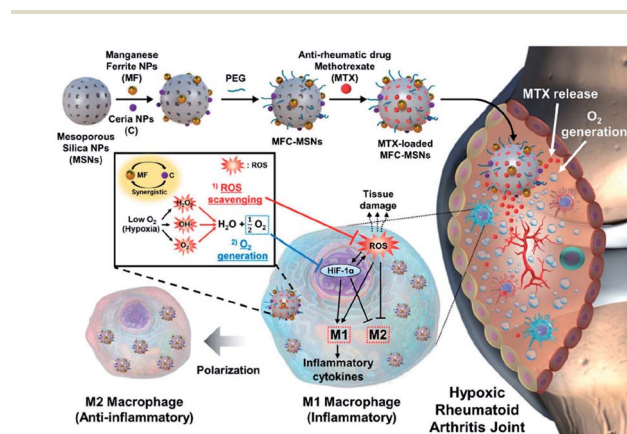 Manganese
Ferrite NPs
(MF)
Ceria NPs
(C)
Mesoporous
Silica NPs
(MSNs)
PEG
MFC-MSNs
Anti-rheumatic drug
Methotrexate
(MTX)
MTX-loaded
MFC-MSNs
MTX release
O₂
generation
MF
C
Synergistic
: ROS
1) ROS
scavenging
Low O₂
(Hypoxia)
H₂O₂
OH·
O₂⁻
H₂O + 1/2 O₂
2) O₂
generation
Tissue
damage
ROS
HIF-1α
M1
M2
Inflammatory
cytokines
Polarization
M2 Macrophage
(Anti-inflammatory)
M1 Macrophage
(Inflammatory)
Hypoxic
Rheumatoid
Arthritis Joint